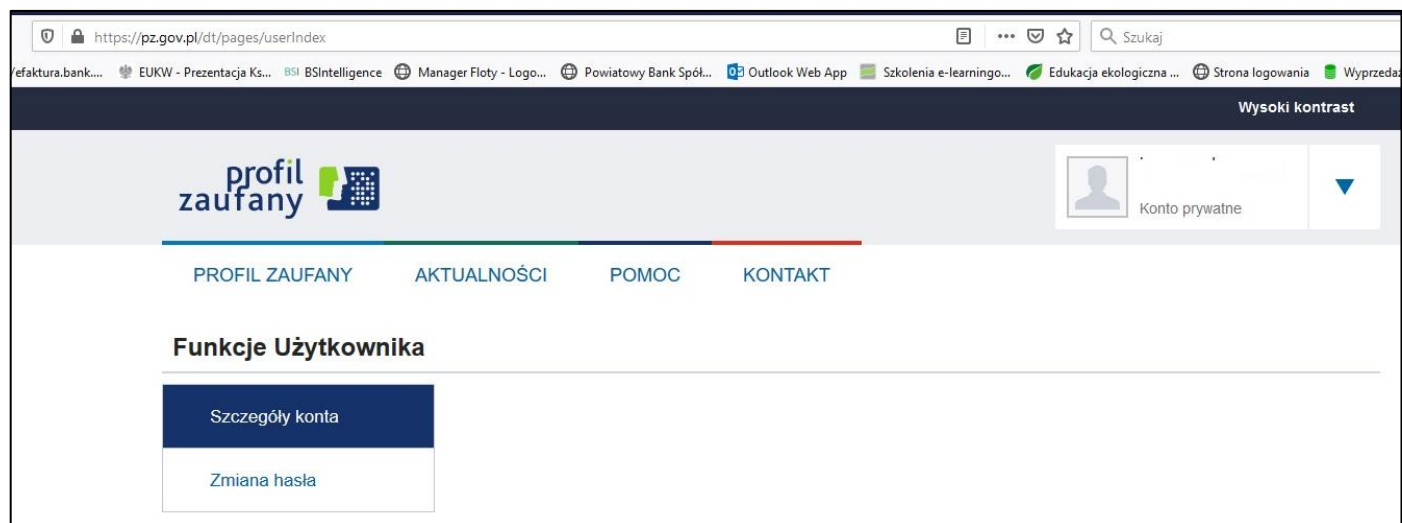 https://pz.gov.pl/dt/pages/userIndex Szukaj
/efaktura.bank.... EUKW - Prezentacja Ks... BSI BSIntelligence Manager Floty - Logo... Powiatowy Bank Spół... Outlook Web App Szkolenia e-learningo... Edukacja ekologiczna ... Strona logowania Wyprzedaż
Wysoki kontrast
profil
zaufany
Konto prywatne
PROFIL ZAUFANY AKTUALNOŚCI POMOC KONTAKT
Funkcje Użytkownika
Szczegóły konta
Zmiana hasła